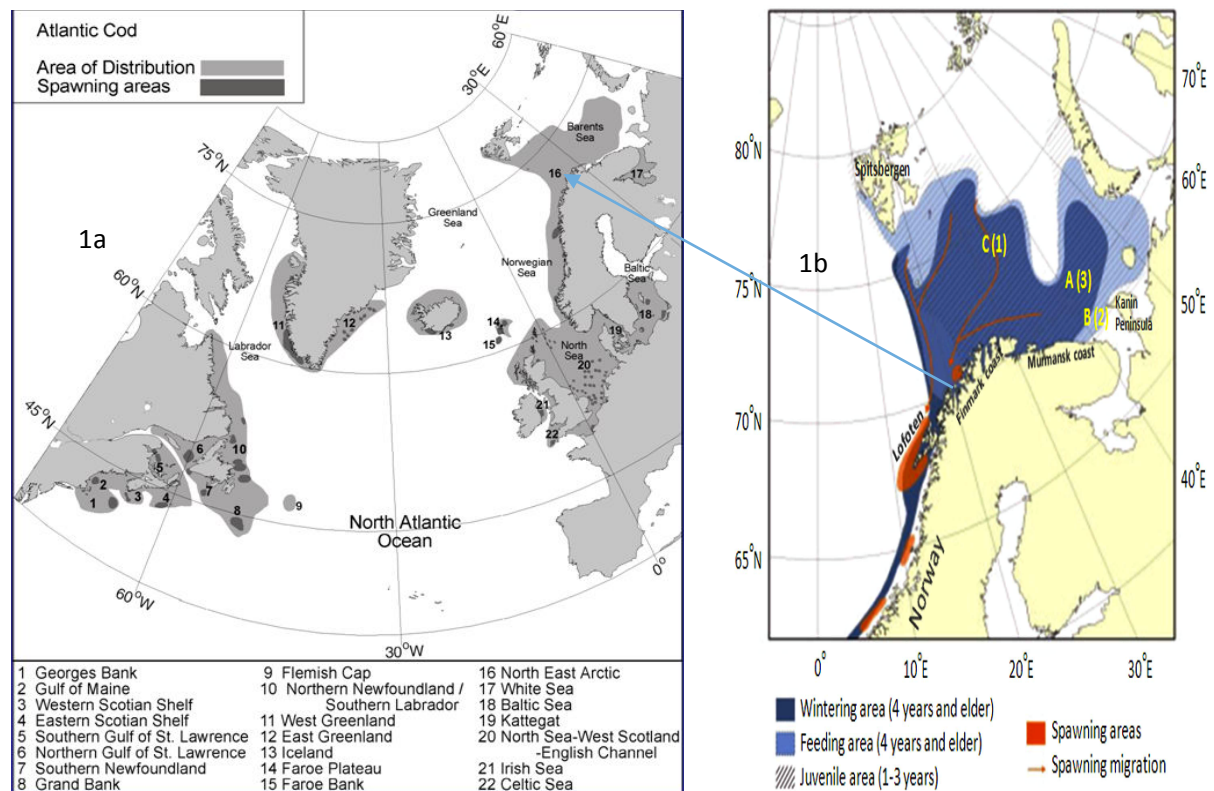 Atlantic Cod
Area of Distribution
Spawning areas
60°E
30°E
75°N
60°N
45°N
60°W
30°W
0°
1a
Barents
Sea
16
17
Greenland
Sea
Norwegian
Sea
Baltic
Sea
18
19
11
12
13
14
15
Labrador
Sea
North
Sea
20
21
22
10
6
5
2
1
3
4
7
8
9
North Atlantic
Ocean
1 Georges Bank
2 Gulf of Maine
3 Western Scotian Shelf
4 Eastern Scotian Shelf
5 Southern Gulf of St. Lawrence
6 Northern Gulf of St. Lawrence
7 Southern Newfoundland
8 Grand Bank
9 Flemish Cap
10 Northern Newfoundland /
Southern Labrador
11 West Greenland
12 East Greenland
13 Iceland
14 Faroe Plateau
15 Faroe Bank
16 North East Arctic
17 White Sea
18 Baltic Sea
19 Kattegat
20 North Sea-West Scotland
-English Channel
21 Irish Sea
22 Celtic Sea
1b
80°N
75°N
70°N
65°N
70°E
60°E
50°E
40°E
0°
10°E
20°E
30°E
Spitsbergen
C (1)
A (3)
B (2)
Kanin
Peninsula
Murmansk coast
Finmark coast
Lofoten
Norway
Wintering area (4 years and elder)
Feeding area (4 years and elder)
Juvenile area (1-3 years)
Spawning areas
Spawning migration